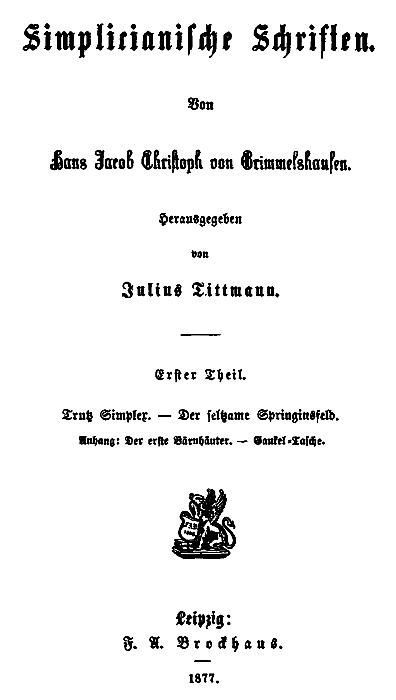 Simplicianische Schriften.
Von
Hans Jacob Christoph von Grimmelshausen.
Herausgegeben
von
Julius Tittmann.
Erster Theil.
Trutz Simplex. — Der seltzame Springinsfeld.
Anhang: Der erste Bärnhäuter. — Gaukel-Tasche.
Leipzig:
F. A. Brockhaus.
1877.